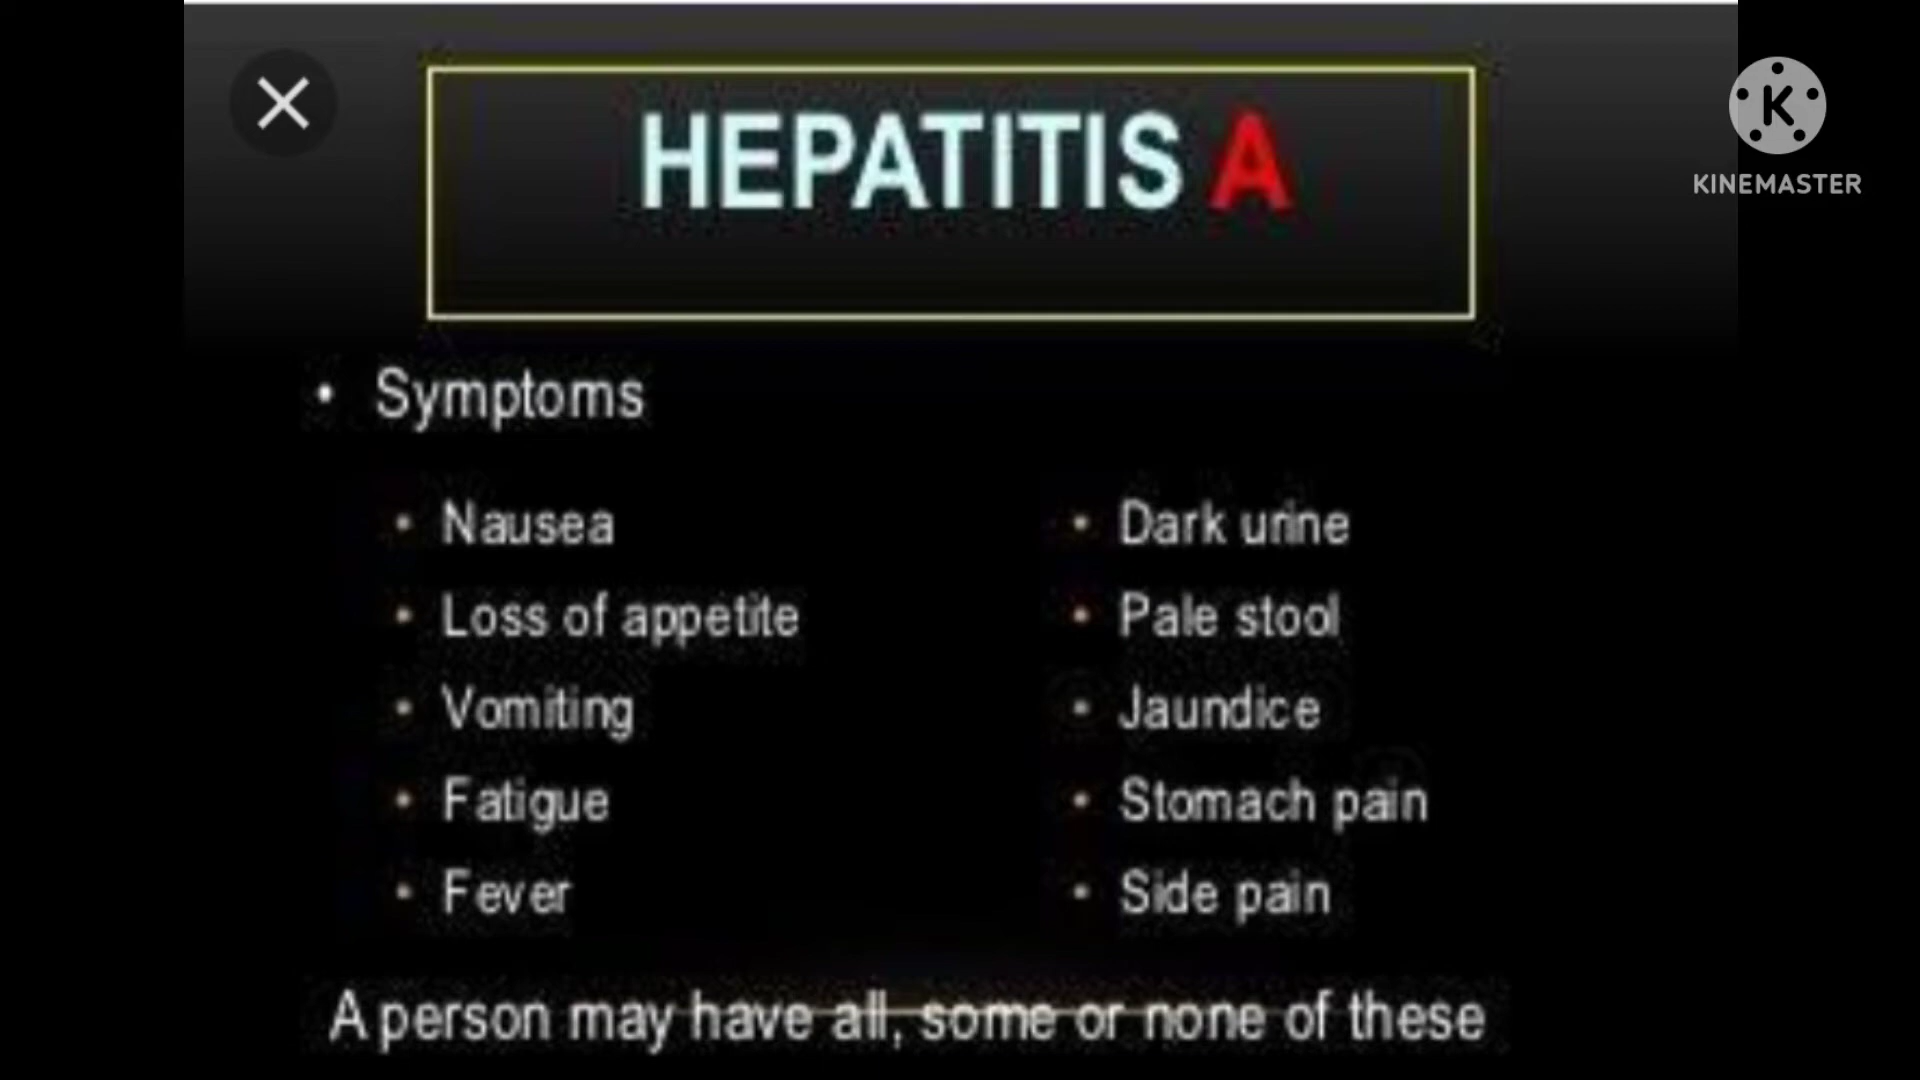 HEPATITIS A
KINEMASTER
• Symptoms
• Nausea
• Loss of appetite
• Vomiting
• Fatigue
• Fever
• Dark urine
• Pale stool
• Jaundice
• Stomach pain
• Side pain
A person may have all, some or none of these